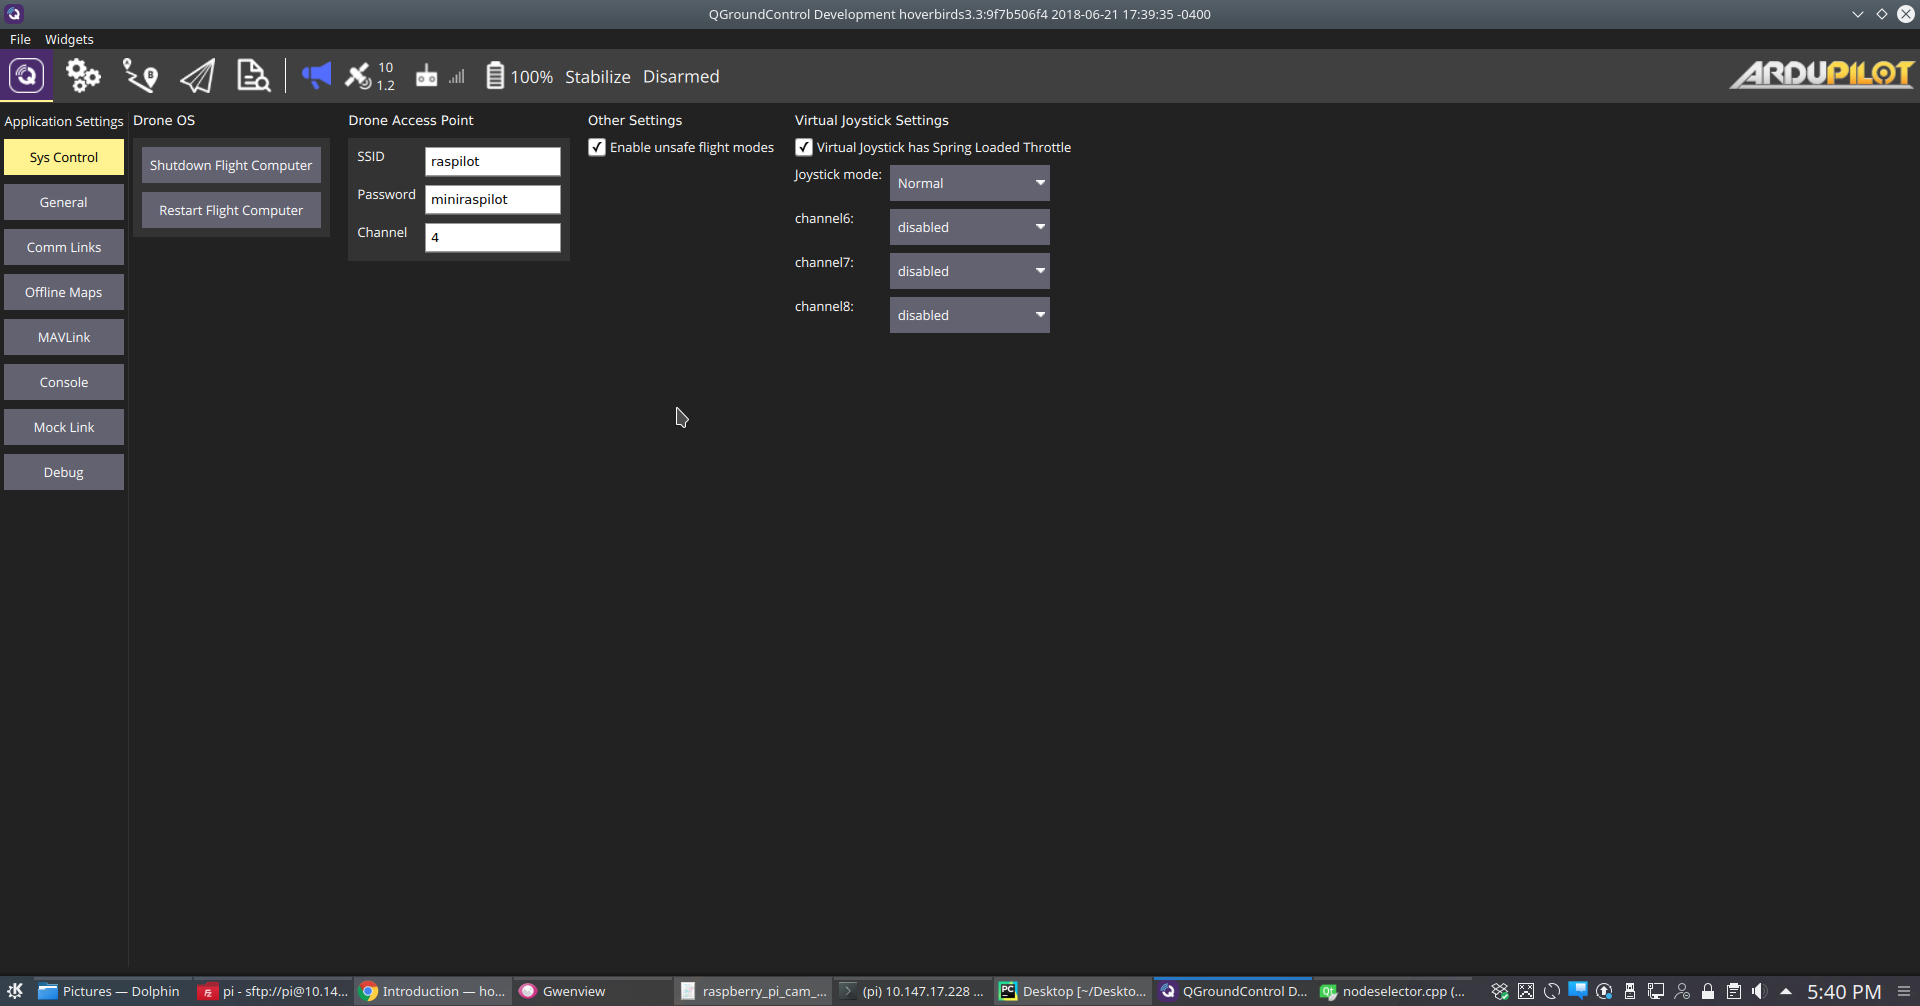 QGroundControl Development hoverbirds3.3:9f7b506f4 2018-06-21 17:39:35 -0400
File Widgets
10
1.2
100% Stabilize Disarmed
ARDUPILOT
Application Settings
Sys Control
General
Comm Links
Offline Maps
MAVLink
Console
Mock Link
Debug
Drone OS
Shutdown Flight Computer
Restart Flight Computer
Drone Access Point
SSID raspilot
Password miniraspilot
Channel 4
Other Settings
Enable unsafe flight modes
Virtual Joystick Settings
Virtual Joystick has Spring Loaded Throttle
Joystick mode: Normal
channel6: disabled
channel7: disabled
channel8: disabled
Pictures — Dolphin
pi - sftp://pi@10.14...
Introduction — ho...
Gwenview
raspberry_pi_cam_...
(pi) 10.147.17.228 ...
Desktop [~/Deskto...
QGroundControl D...
nodeselector.cpp (...
5:40 PM